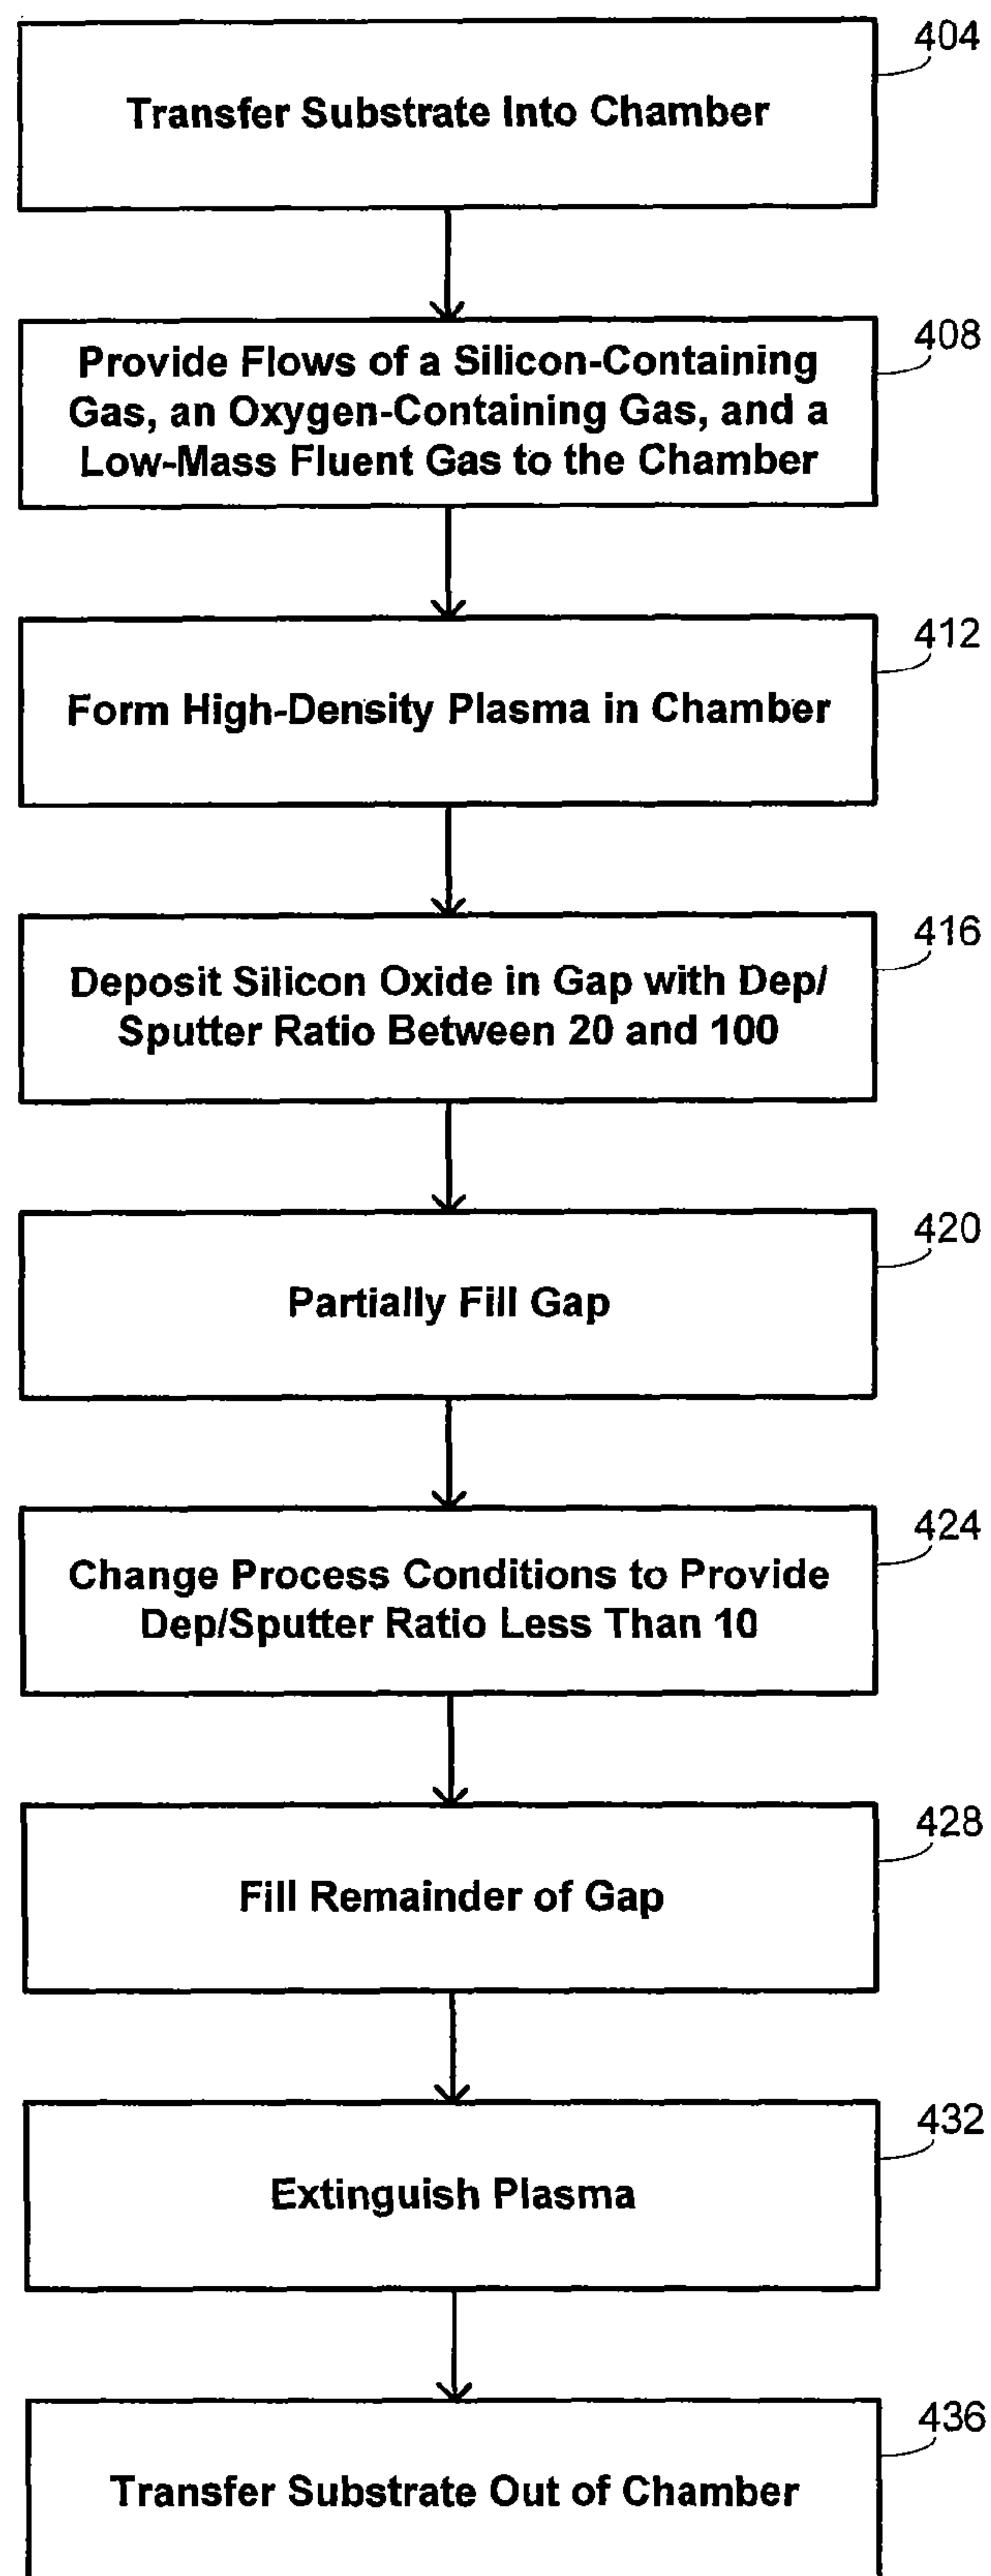 404
Transfer Substrate Into Chamber
408
Provide Flows of a Silicon-Containing
Gas, an Oxygen-Containing Gas, and a
Low-Mass Fluent Gas to the Chamber
412
Form High-Density Plasma in Chamber
416
Deposit Silicon Oxide in Gap with Dep/
Sputter Ratio Between 20 and 100
420
Partially Fill Gap
424
Change Process Conditions to Provide
Dep/Sputter Ratio Less Than 10
428
Fill Remainder of Gap
432
Extinguish Plasma
436
Transfer Substrate Out of Chamber